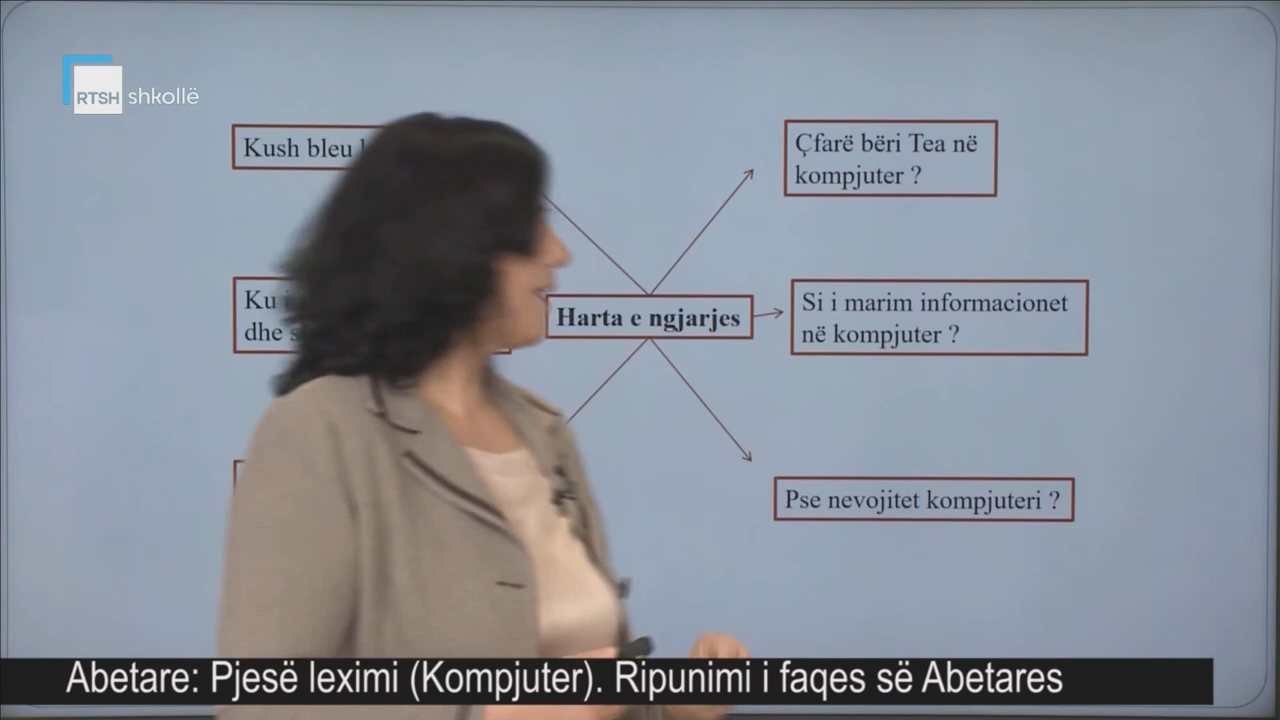 RTSH shkollë
Kush bleu
Çfarë bëri Tea në
kompjuter ?
Ku
dhe
Harta e ngjarjes
Si i marim informacionet
në kompjuter ?
Pse nevojitet kompjuteri ?
Abetare: Pjesë leximi (Kompjuter). Ripunimi i faqes së Abetares